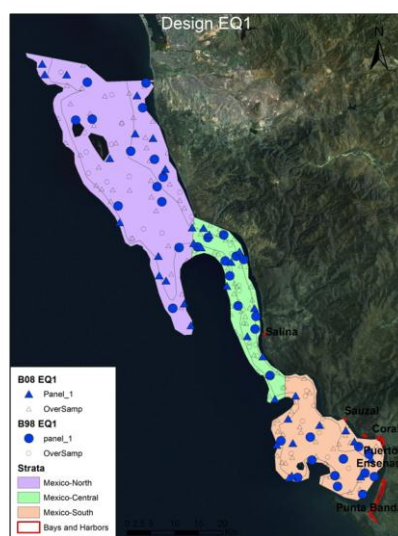 Design EQ1
N
Salina
B08 EQ1
Panel_1
OverSamp
B98 EQ1
panel_1
OverSamp
Strata
Mexico-North
Mexico-Central
Mexico-South
Bays and Harbors
Sauzal
Cora
Puerto
Ensena
Punta Banda